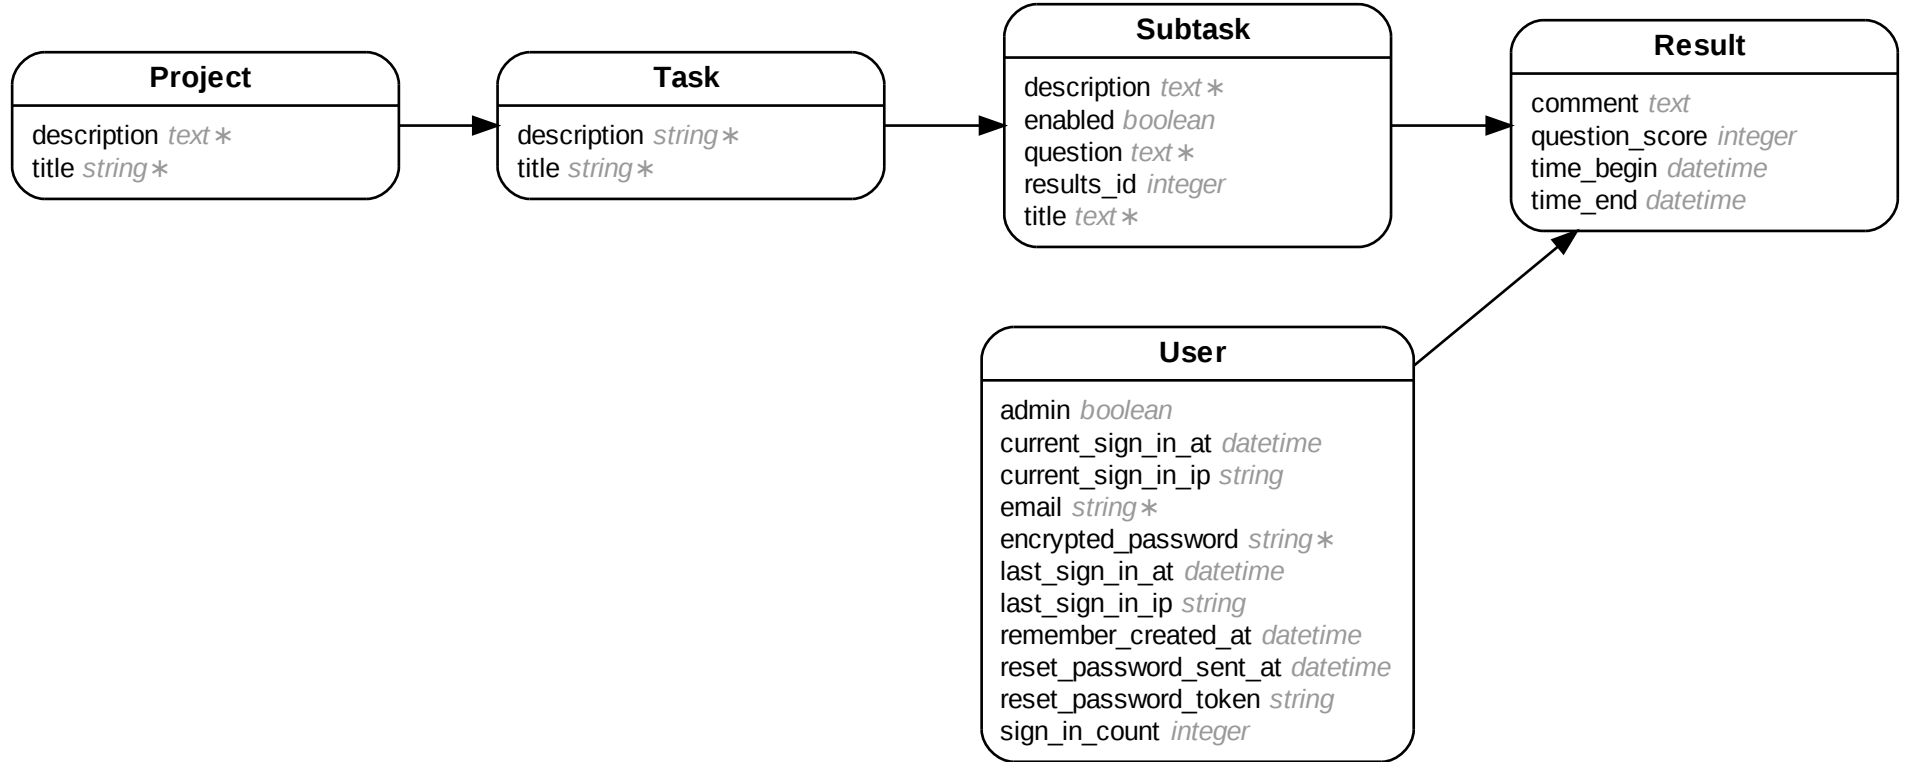 Project
description text∗
title string∗
Task
description string∗
title string∗
Subtask
description text∗
enabled boolean
question text∗
results_id integer
title text∗
Result
comment text
question_score integer
time_begin datetime
time_end datetime
User
admin boolean
current_sign_in_at datetime
current_sign_in_ip string
email string∗
encrypted_password string∗
last_sign_in_at datetime
last_sign_in_ip string
remember_created_at datetime
reset_password_sent_at datetime
reset_password_token string
sign_in_count integer